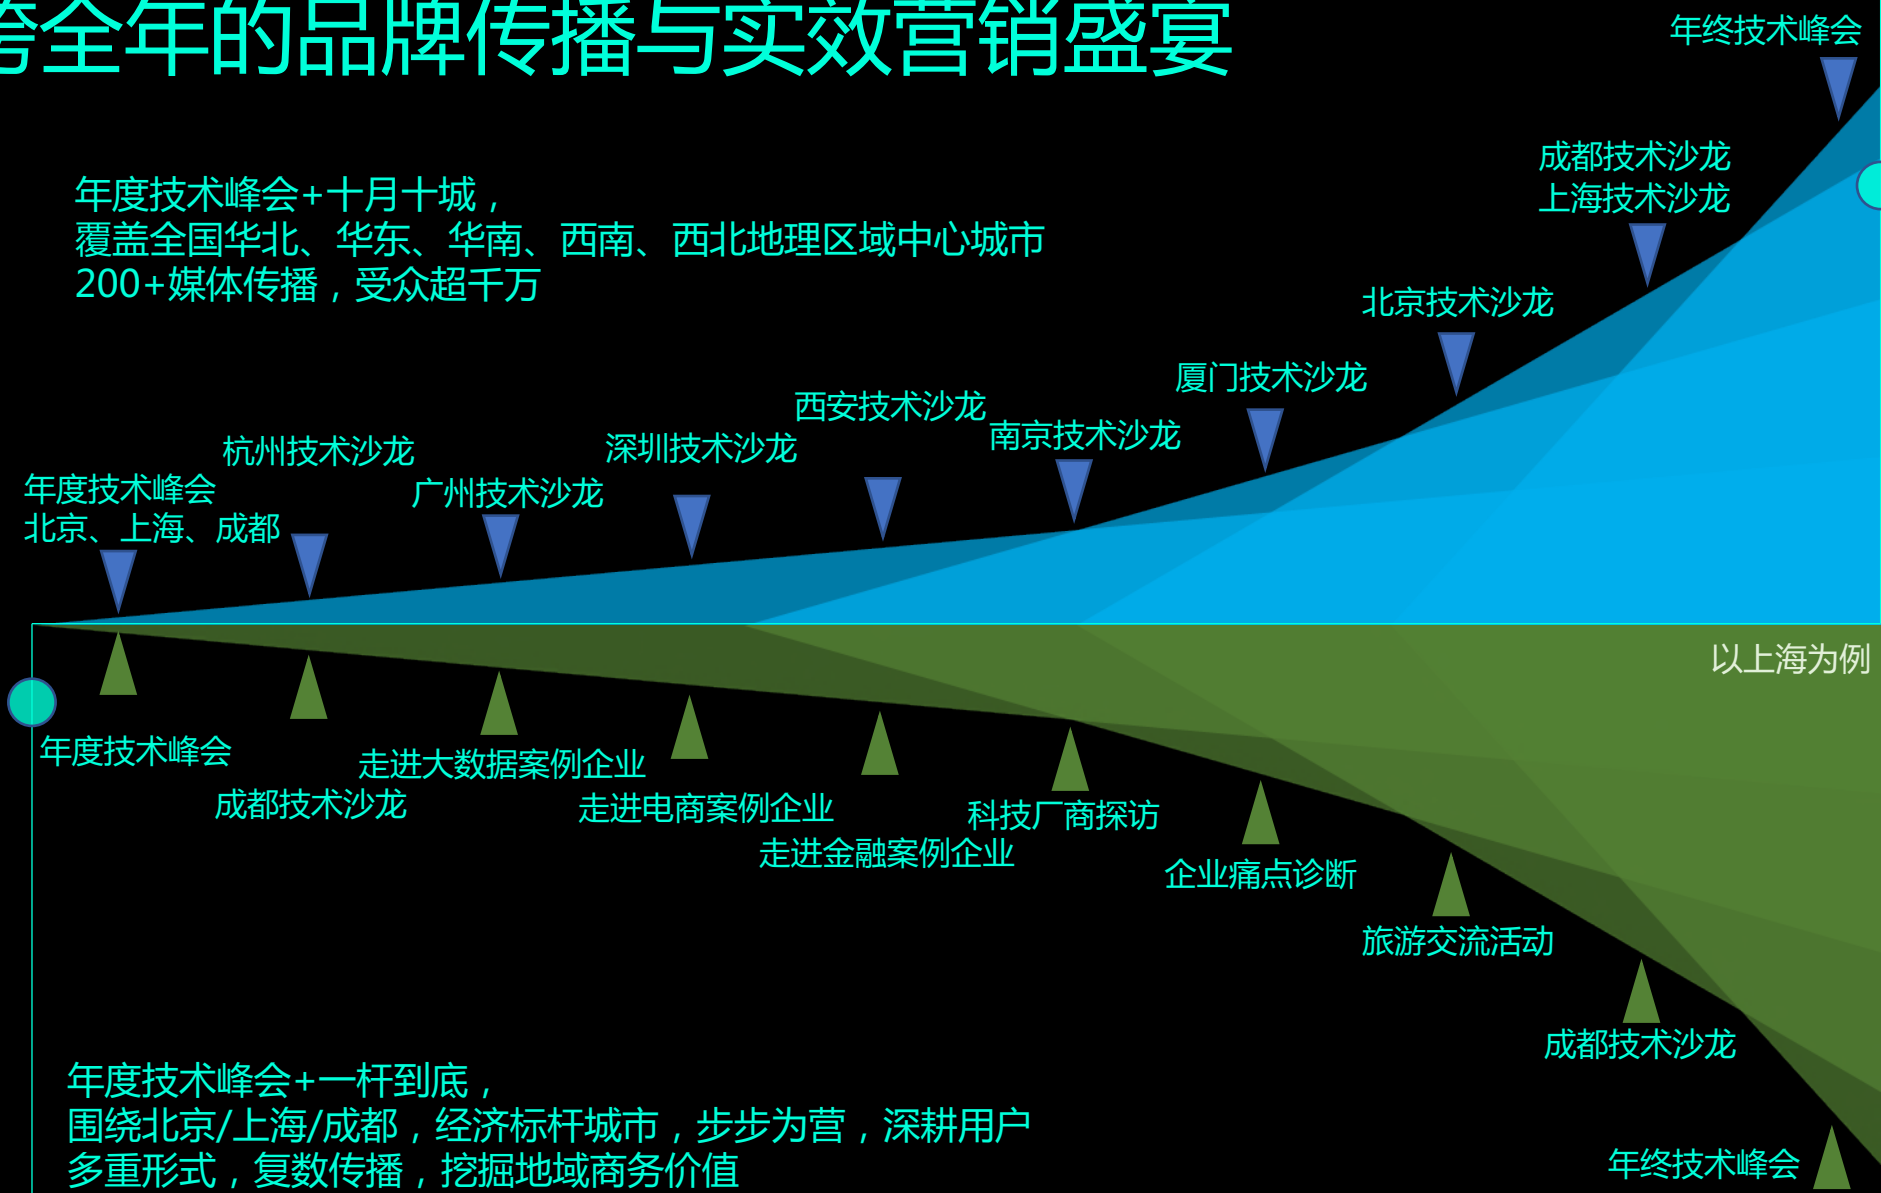 跨全年的品牌传播与实效营销盛宴
年终技术峰会
年度技术峰会+十月十城，
覆盖全国华北、华东、华南、西南、西北地理区域中心城市
200+媒体传播，受众超千万
成都技术沙龙
上海技术沙龙
北京技术沙龙
厦门技术沙龙
西安技术沙龙
南京技术沙龙
深圳技术沙龙
杭州技术沙龙
广州技术沙龙
年度技术峰会
北京、上海、成都
以上海为例
年度技术峰会
成都技术沙龙
走进大数据案例企业
走进电商案例企业
走进金融案例企业
科技厂商探访
企业痛点诊断
旅游交流活动
成都技术沙龙
年终技术峰会
年度技术峰会+一杆到底，
围绕北京/上海/成都，经济标杆城市，步步为营，深耕用户
多重形式，复数传播，挖掘地域商务价值